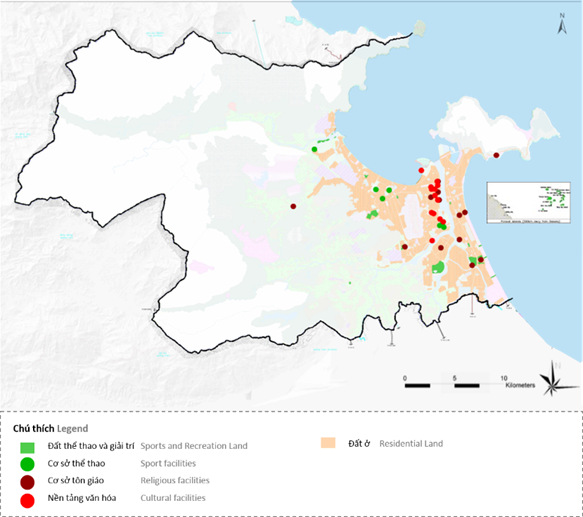 N
0 5 10
Kilometers
Chú thích Legend
Đất thể thao và giải trí Sports and Recreation Land
Cơ sở thể thao Sport facilities
Cơ sở tôn giáo Religious facilities
Nền tảng văn hóa Cultural facilities
Đất ở Residential Land